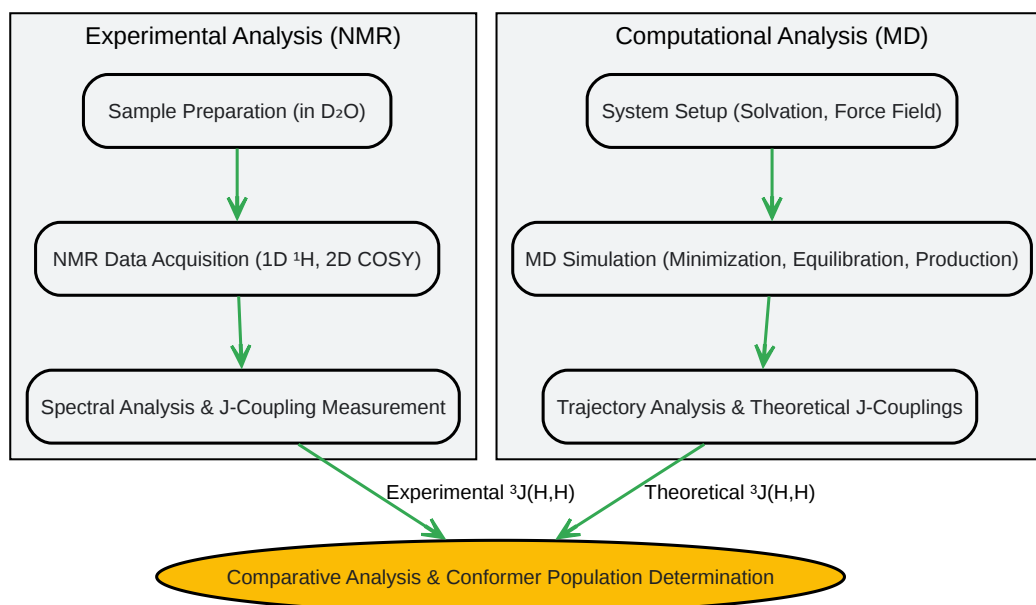 Experimental Analysis (NMR)
Sample Preparation (in D₂O)
NMR Data Acquisition (1D ¹H, 2D COSY)
Spectral Analysis & J-Coupling Measurement
Computational Analysis (MD)
System Setup (Solvation, Force Field)
MD Simulation (Minimization, Equilibration, Production)
Trajectory Analysis & Theoretical J-Couplings
Experimental ³J(H,H)
Theoretical ³J(H,H)
Comparative Analysis & Conformer Population Determination